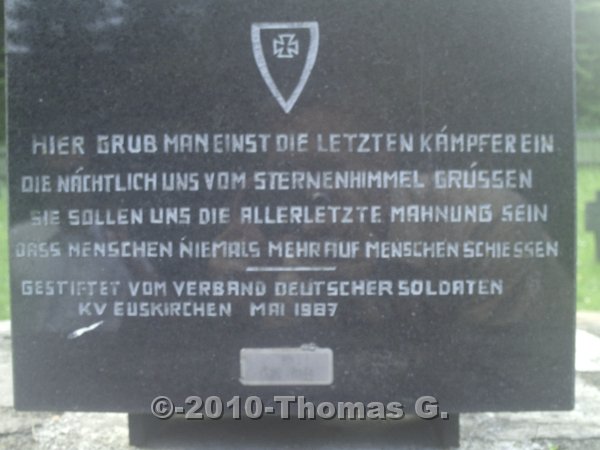 HIER GRUB MAN EINST DIE LETZTEN KÄMPFER EIN
DIE NÄCHTLICH UNS VOM STERNENHIMMEL GRÜSSEN
SIE SOLLEN UNS DIE ALLERLETZTE MAHNUNG SEIN
DASS MENSCHEN NIEMALS MEHR AUF MENSCHEN SCHIESSEN
GESTIFTET VOM VERBAND DEUTSCHER SOLDATEN
KV EUSKIRCHEN MAI 1987
©-2010-Thomas G.